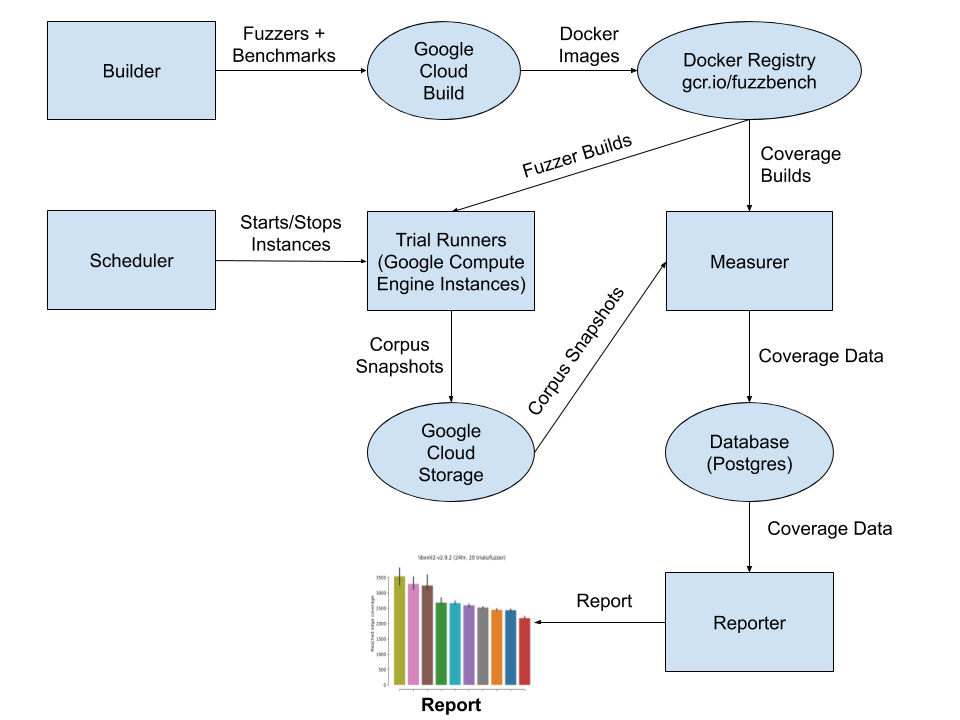 Fuzzers +
Benchmarks
Docker
Images
Builder
Google
Cloud
Build
Docker Registry
gcr.io/fuzzbench
Fuzzer Builds
Coverage
Builds
Scheduler
Starts/Stops
Instances
Trial Runners
(Google Compute
Engine Instances)
Measurer
Corpus
Snapshots
Corpus Snapshots
Coverage Data
Google
Cloud
Storage
Database
(Postgres)
Coverage Data
libxml2-v2.9.2 (24hr, 20 trials/fuzzer)
Reached edge coverage
3500
3000
2500
2000
1500
1000
500
0
Report
Reporter
Report